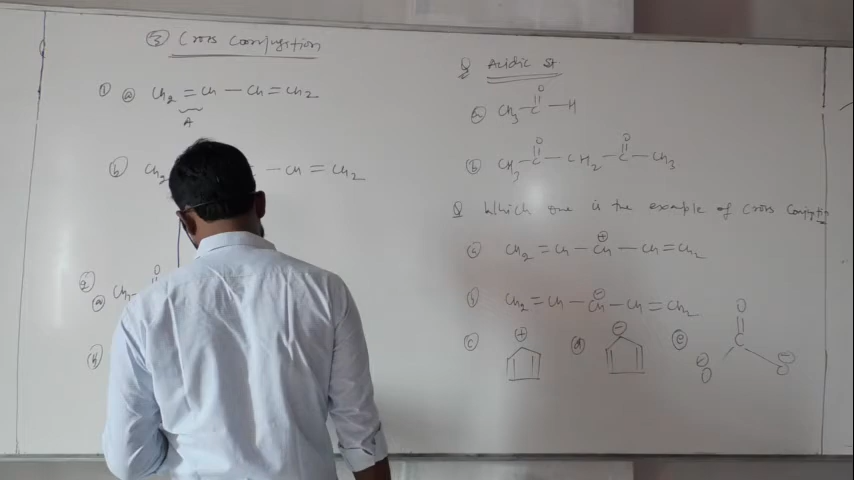 ③ Cross Conjugation
① ⓐ CH2 = CH — CH = CH2
A
ⓑ CH2 — CH = CH2
ⓐ CH3 O
ⓑ
Q Acidic St
ⓐ CH3 — C — H
O
ⓑ CH3 — C — CH2 — C — CH3
O O
Q Which one is the example of Cross Conjugation
ⓐ CH2 = CH — CH — CH = CH2
⊕
ⓑ CH2 = CH — CH — CH = CH2
⊖
ⓒ ⊕ ⓓ ⊖ ⓔ O
C
⊖ O O ⊖